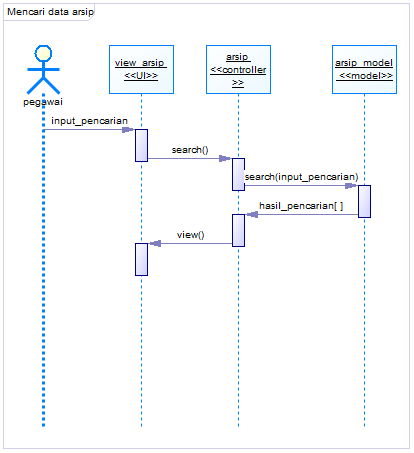 Mencari data arsip
view_arsip
<<UI>>
arsip
<<controller
>>
arsip_model
<<model>>
pegawai
input_pencarian
search()
search(input_pencarian)
hasil_pencarian[ ]
view()